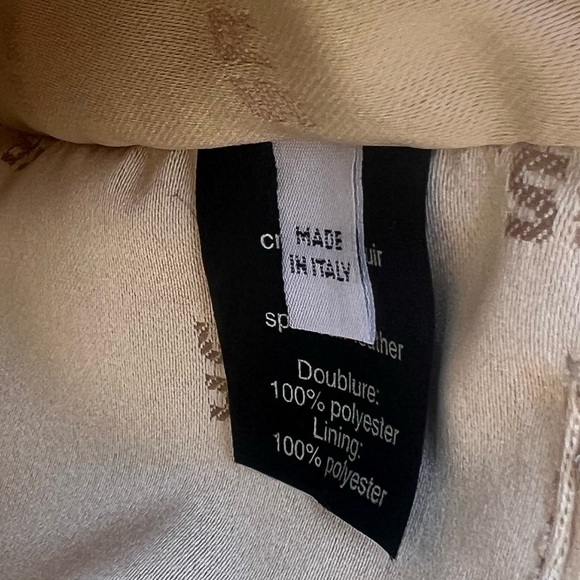 MADE
IN ITALY
Doublure:
100% polyester
Lining:
100% polyester